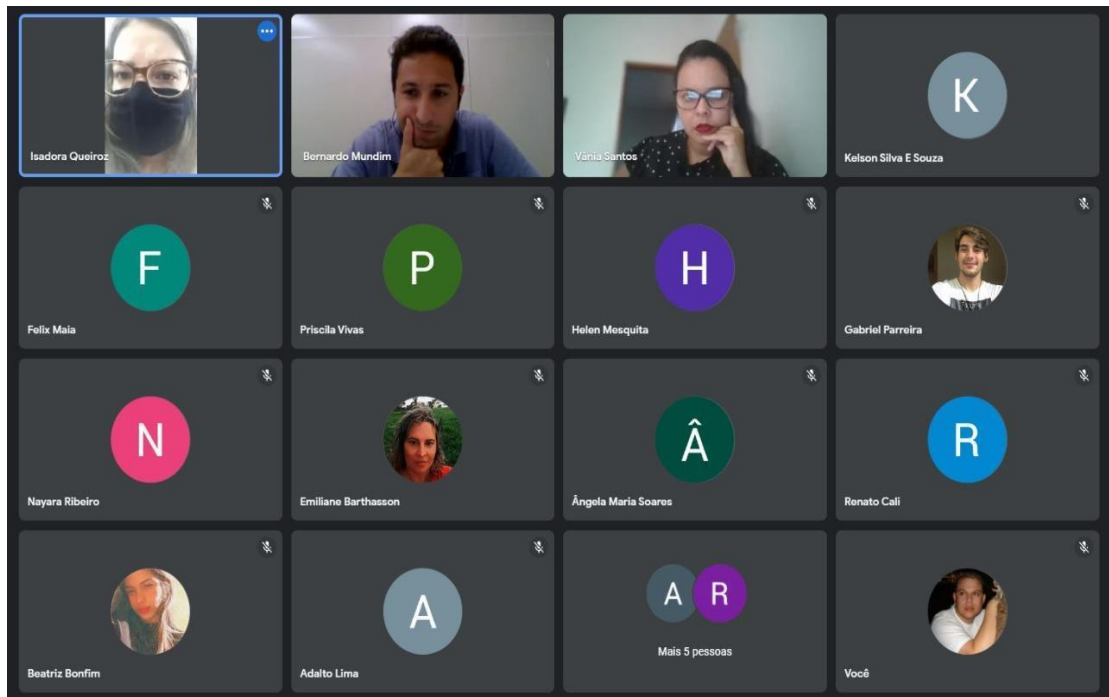 Isadora Queiroz
Bernardo Mundim
Vânia Santos
K
Kelson Silva E Souza
F
Felix Maia
P
Priscila Vivas
H
Helen Mesquita
Gabriel Parreira
N
Nayara Ribeiro
Emiliane Barthasson
Â
Ângela Maria Soares
R
Renato Cali
Beatriz Bonfim
A
Adalto Lima
A R
Mais 5 pessoas
Você